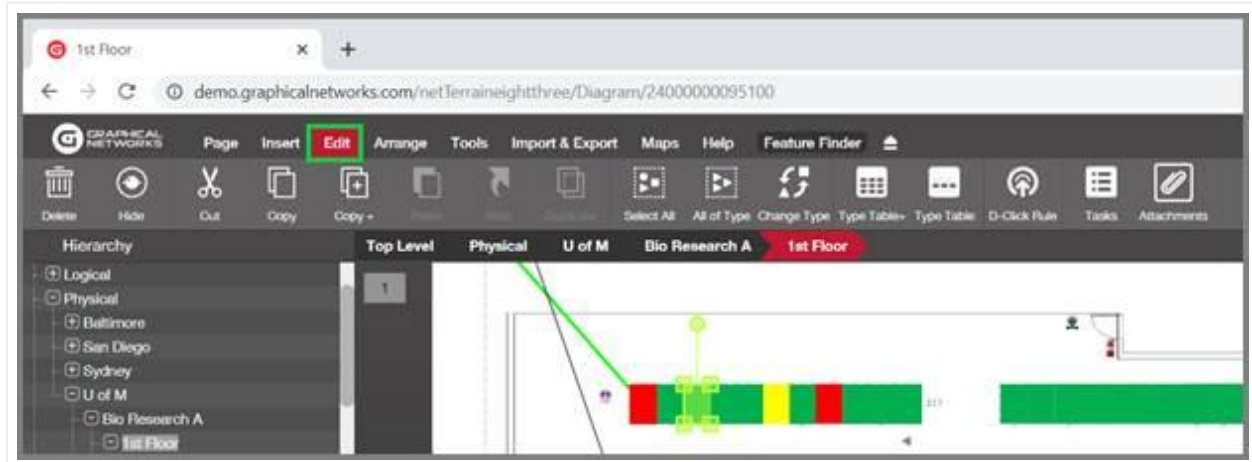 1st Floor
demo.graphicalnetworks.com/netTerraineightthree/Diagram/24000000095100
GRAPHICAL NETWORKS Page Insert Edit Arrange Tools Import & Export Maps Help Feature Finder
Delete Hide Cut Copy Copy + Select All All of Type Change Type Type Table+ Type Table D-Click Rule Tasks Attachments
Hierarchy Top Level Physical U of M Bio Research A 1st Floor
Logical
1
Physical
Baltimore
San Diego
Sydney
U of M
Bio Research A
1st Floor